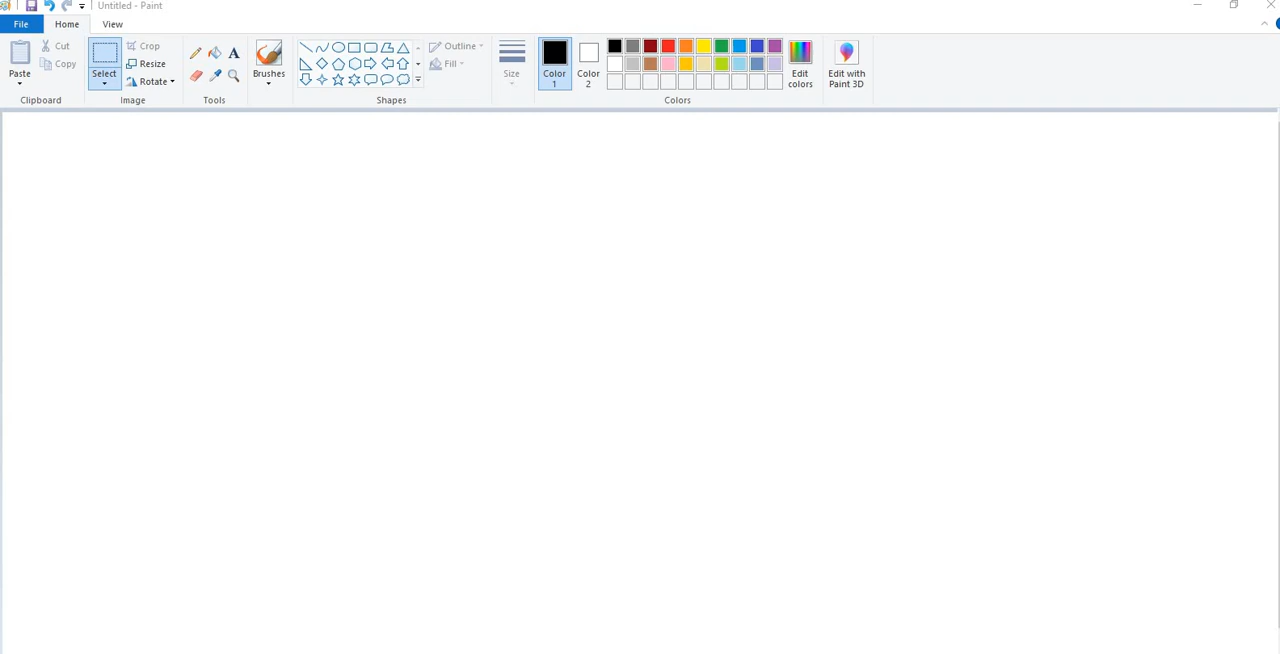 Untitled - Paint
File Home View
Paste Cut Copy Clipboard
Select Crop Resize Rotate Image
A Tools
Brushes
Outline Fill Shapes
Size
Color 1 Color 2 Edit colors Colors
Edit with Paint 3D